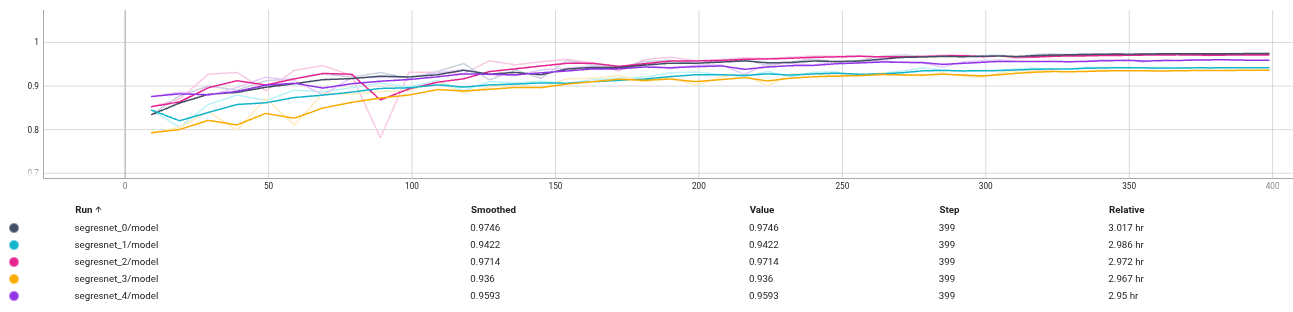 1
0.9
0.8
0.7
0 50 100 150 200 250 300 350 400
Run ↑ Smoothed Value Step Relative
segresnet_0/model 0.9746 0.9746 399 3.017 hr
segresnet_1/model 0.9422 0.9422 399 2.986 hr
segresnet_2/model 0.9714 0.9714 399 2.972 hr
segresnet_3/model 0.936 0.936 399 2.967 hr
segresnet_4/model 0.9593 0.9593 399 2.95 hr